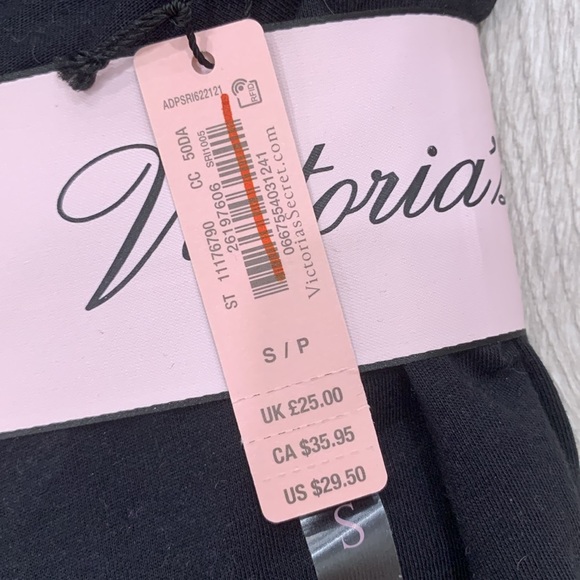 Victoria's
ADPSRI622121
RFID
ST 11176790 CC 50DA
26197606 SRI1005
0667554031241
VictoriasSecret.com
S / P
UK £25.00
CA $35.95
US $29.50
S